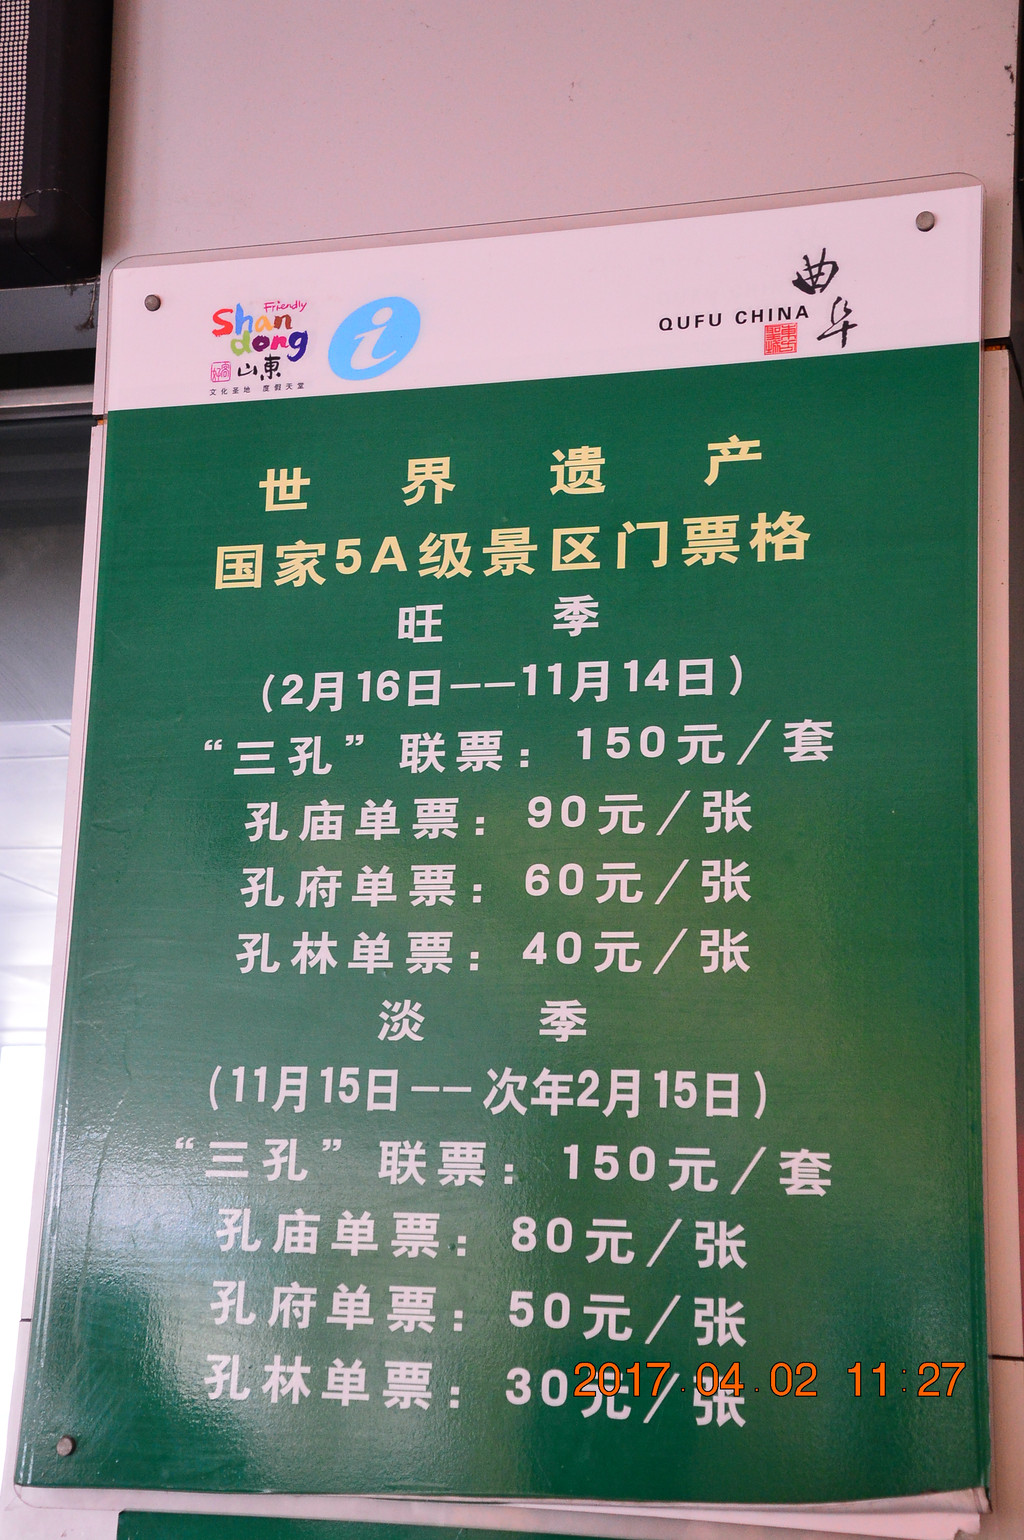 Friendly
Shan
dong
好客
山東
文化圣地 度假天堂
i
QUFU CHINA
曲
阜
世界遗产
国家5A级景区门票格
旺季
(2月16日——11月14日)
“三孔”联票:150元/套
孔庙单票:90元/张
孔府单票:60元/张
孔林单票:40元/张
淡季
(11月15日——次年2月15日)
“三孔”联票:150元/套
孔庙单票:80元/张
孔府单票:50元/张
孔林单票:30元/张
2017.04.02 11:27